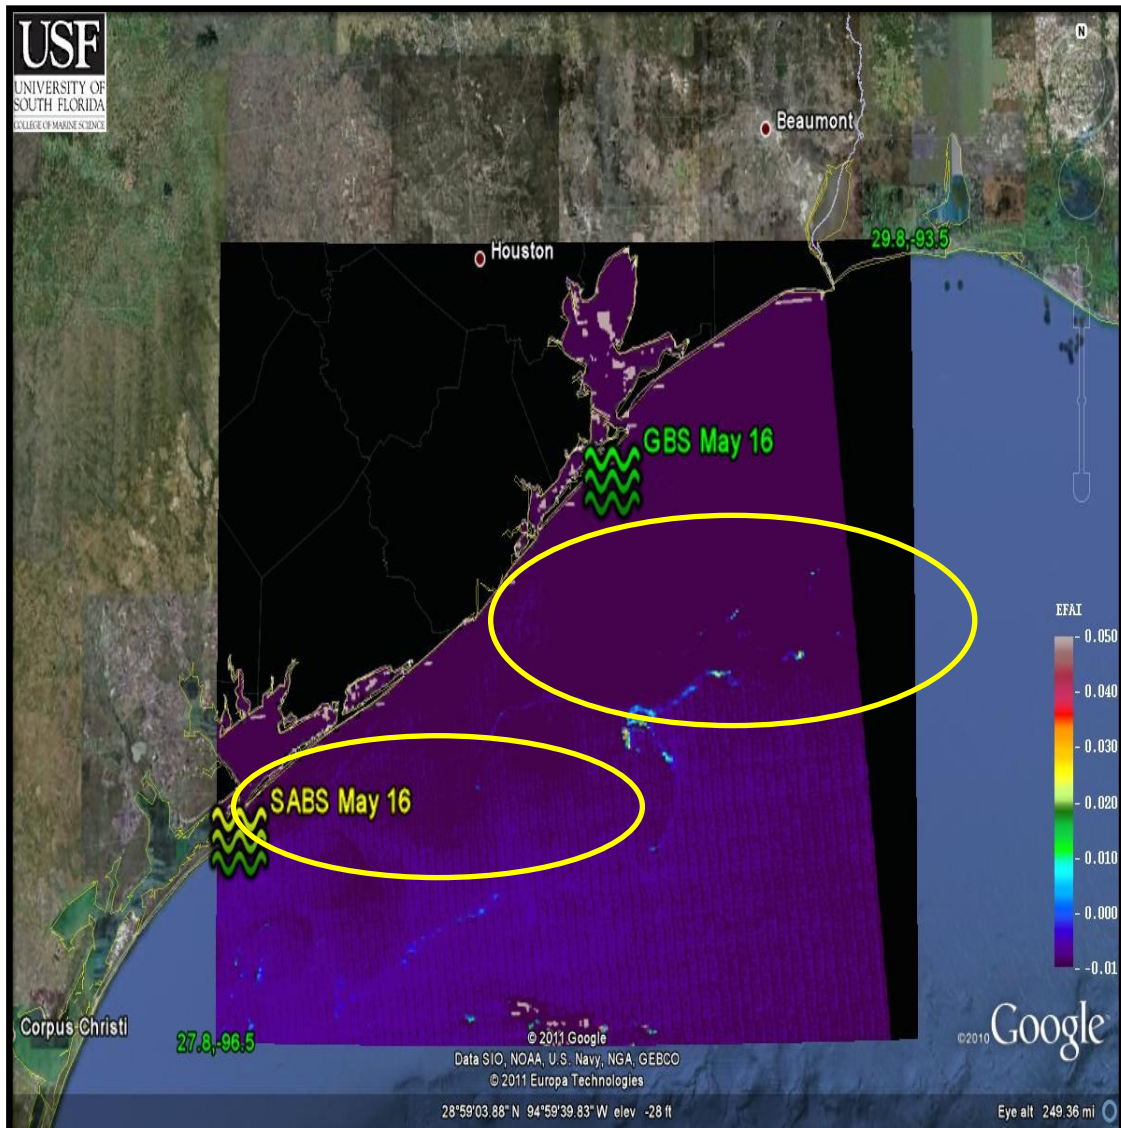 USF
UNIVERSITY OF
SOUTH FLORIDA
COLLEGE OF MARINE SCIENCE
N
Beaumont
29.8,-93.5
Houston
GBS May 16
EFAI
0.050
0.040
0.030
0.020
0.010
0.000
-0.01
SABS May 16
Corpus Christi
27.8,-96.5
© 2011 Google
Data SIO, NOAA, U.S. Navy, NGA, GEBCO
© 2011 Europa Technologies
©2010 Google
28°59'03.88" N 94°59'39.83" W elev -28 ft
Eye alt 249.36 mi